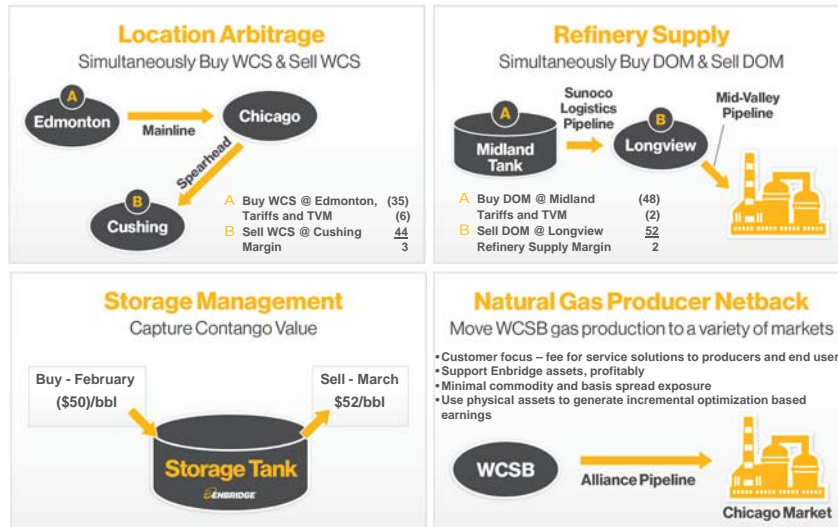 Location Arbitrage
Simultaneously Buy WCS & Sell WCS
A
Edmonton
Mainline
Chicago
Spearhead
B
Cushing
A Buy WCS @ Edmonton, (35)
Tariffs and TVM (6)
B Sell WCS @ Cushing 44
Margin 3
Refinery Supply
Simultaneously Buy DOM & Sell DOM
A
Midland
Tank
Sunoco
Logistics
Pipeline
B
Longview
Mid-Valley
Pipeline
A Buy DOM @ Midland (48)
Tariffs and TVM (2)
B Sell DOM @ Longview 52
Refinery Supply Margin 2
Storage Management
Capture Contango Value
Buy - February
($50)/bbl
Sell - March
$52/bbl
Storage Tank
ENBRIDGE
Natural Gas Producer Netback
Move WCSB gas production to a variety of markets
•Customer focus – fee for service solutions to producers and end user
•Support Enbridge assets, profitably
•Minimal commodity and basis spread exposure
•Use physical assets to generate incremental optimization based
earnings
WCSB
Alliance Pipeline
Chicago Market